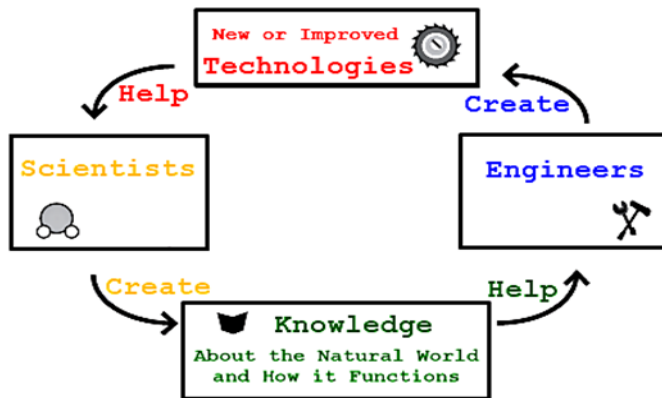 New or Improved
Technologies
Help
Create
Scientists
Engineers
Create
Help
Knowledge
About the Natural World
and How it Functions